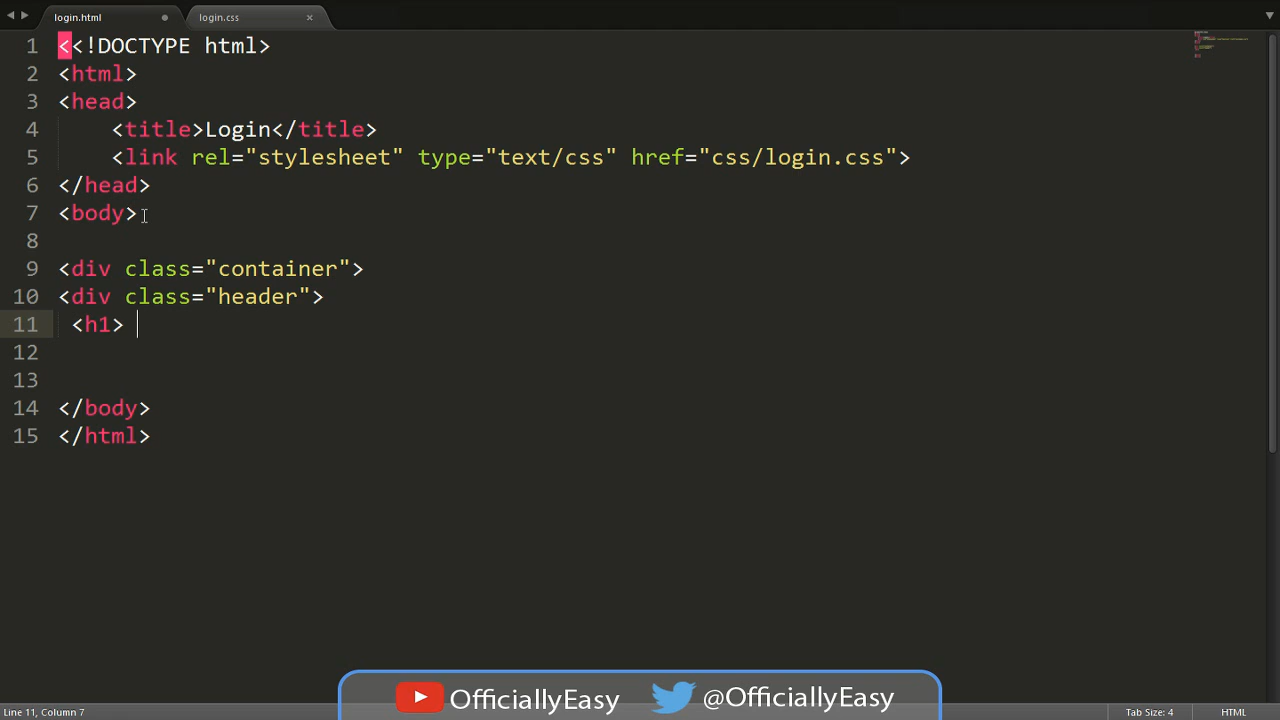 login.html
login.css ×
1 <<!DOCTYPE html>
2 <html>
3 <head>
4     <title>Login</title>
5     <link rel="stylesheet" type="text/css" href="css/login.css">
6 </head>
7 <body>
8
9 <div class="container">
10 <div class="header">
11  <h1>
12
13
14 </body>
15 </html>
OfficiallyEasy @OfficiallyEasy
Line 11, Column 7 Tab Size: 4 HTML